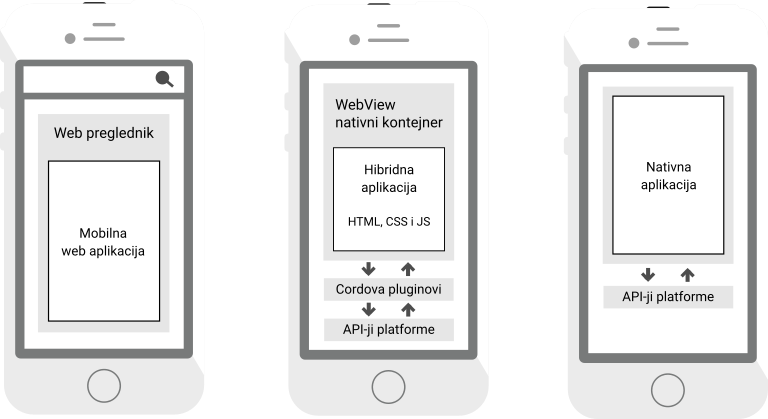 Web preglednik
Mobilna
web aplikacija
WebView
nativni kontejner
Hibridna
aplikacija
HTML, CSS i JS
Cordova pluginovi
API-ji platforme
Nativna
aplikacija
API-ji platforme